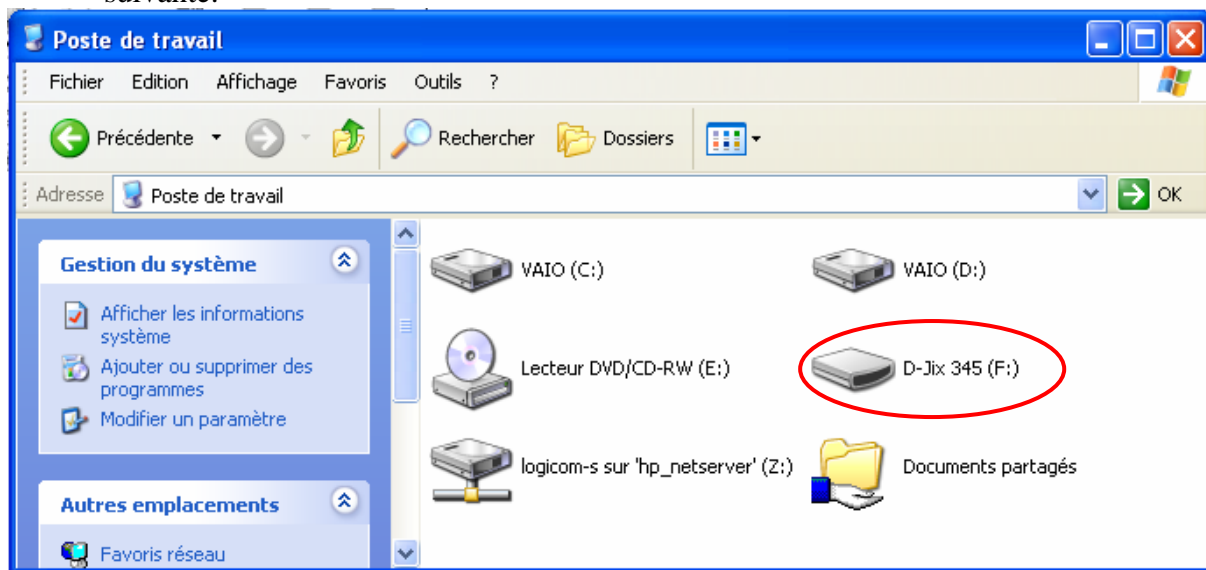 suivante.
Poste de travail
Fichier Edition Affichage Favoris Outils ?
Précédente Rechercher Dossiers
Adresse Poste de travail OK
Gestion du système
Afficher les informations
système
Ajouter ou supprimer des
programmes
Modifier un paramètre
Autres emplacements
Favoris réseau
VAIO (C:) VAIO (D:)
Lecteur DVD/CD-RW (E:) D-Jix 345 (F:)
logicom-s sur 'hp_netserver' (Z:) Documents partagés